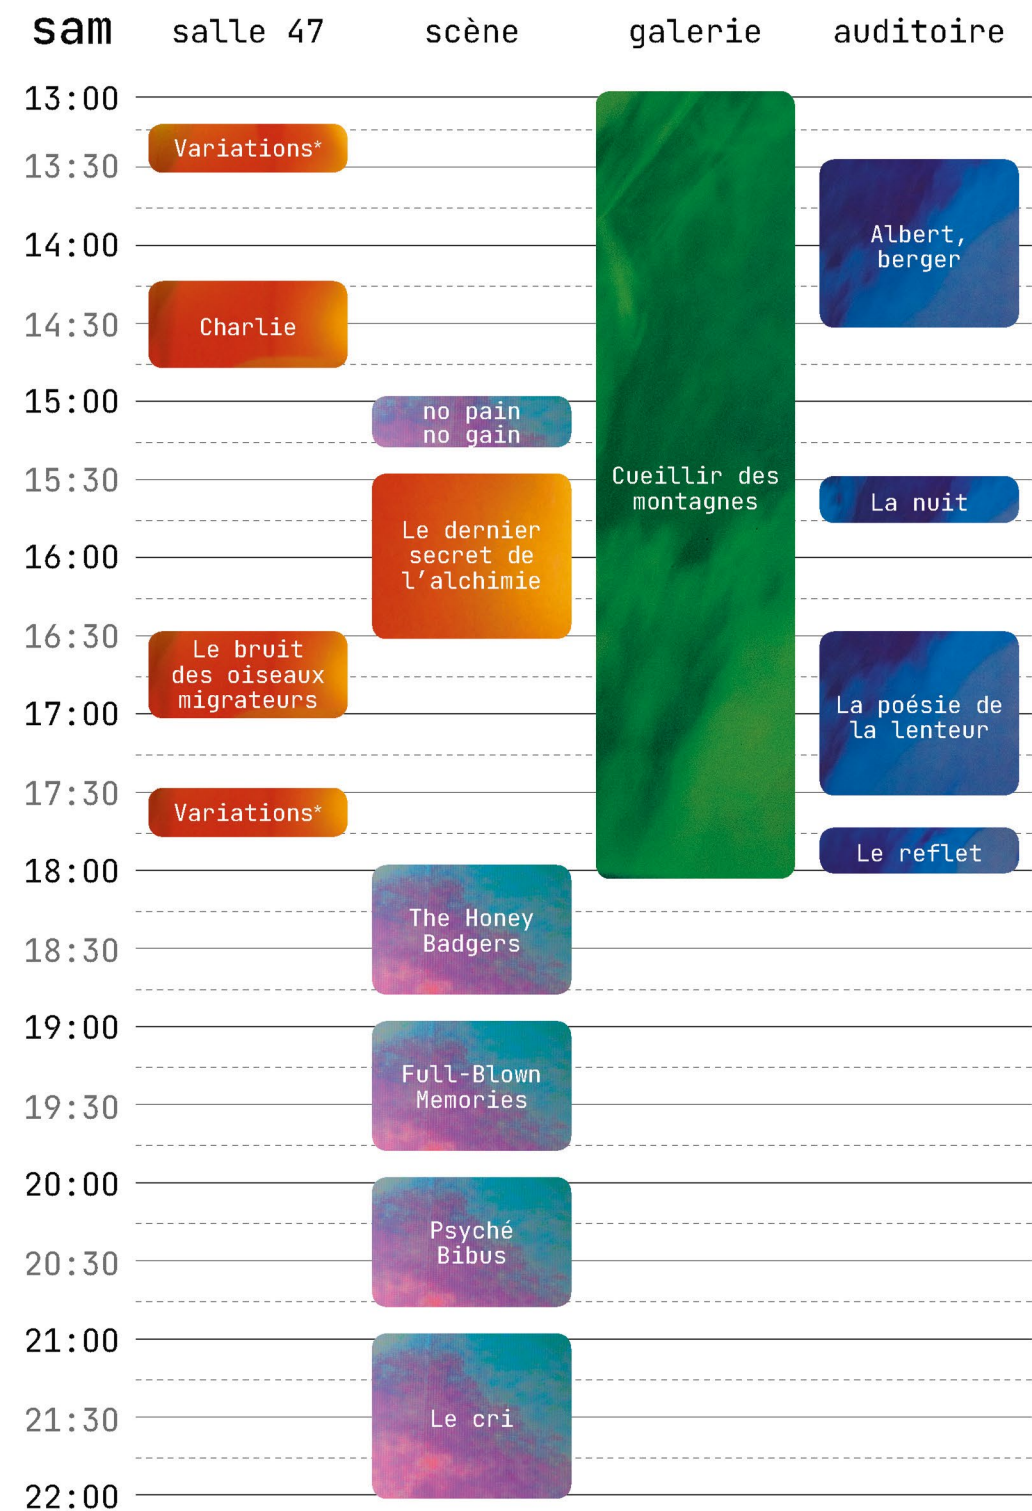 sam
salle 47
scène
galerie
auditoire
13:00
Variations*
13:30
Albert,
berger
14:00
14:30
Charlie
15:00
no pain
no gain
15:30
Cueillir des
montagnes
La nuit
Le dernier
secret de
l’alchimie
16:00
16:30
Le bruit
des oiseaux
migrateurs
La poésie de
la lenteur
17:00
17:30
Variations*
Le reflet
18:00
The Honey
Badgers
18:30
19:00
Full-Blown
Memories
19:30
20:00
Psyché
Bibus
20:30
21:00
Le cri
21:30
22:00